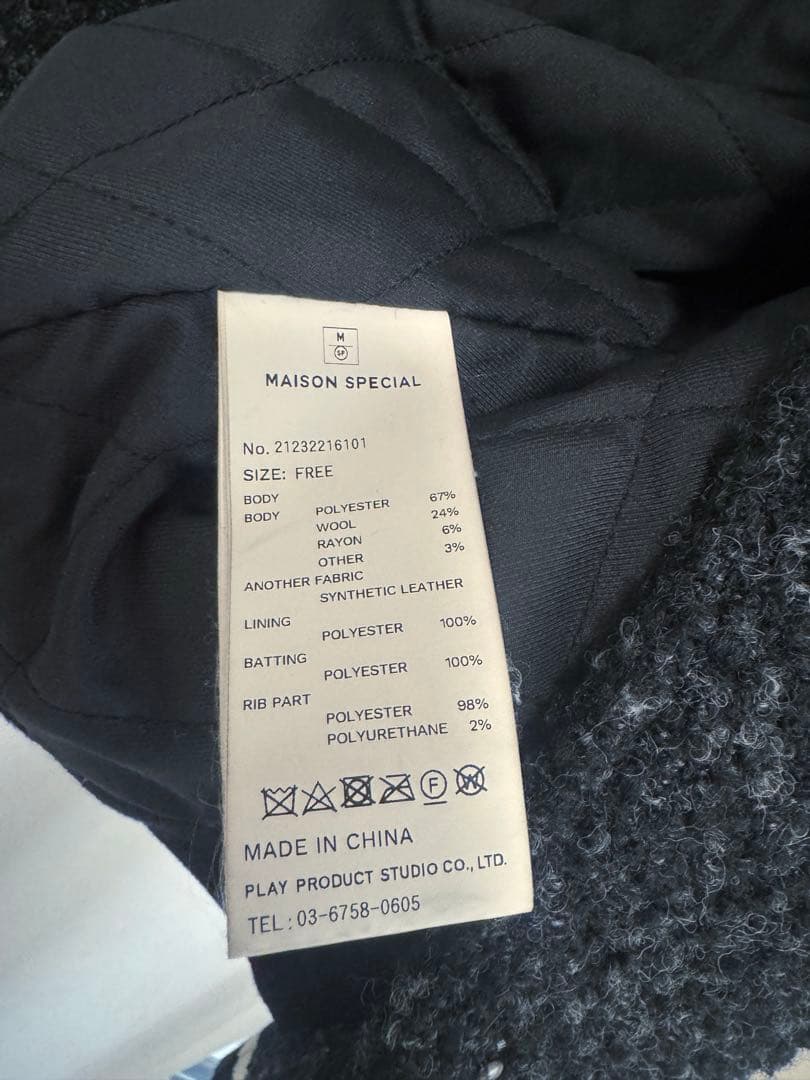 M
SP
MAISON SPECIAL
No. 21232216101
SIZE: FREE
BODY
BODY POLYESTER 67%
WOOL 24%
RAYON 6%
OTHER 3%
ANOTHER FABRIC
SYNTHETIC LEATHER
LINING
POLYESTER 100%
BATTING
POLYESTER 100%
RIB PART
POLYESTER 98%
POLYURETHANE 2%
F W
MADE IN CHINA
PLAY PRODUCT STUDIO CO., LTD.
TEL : 03-6758-0605